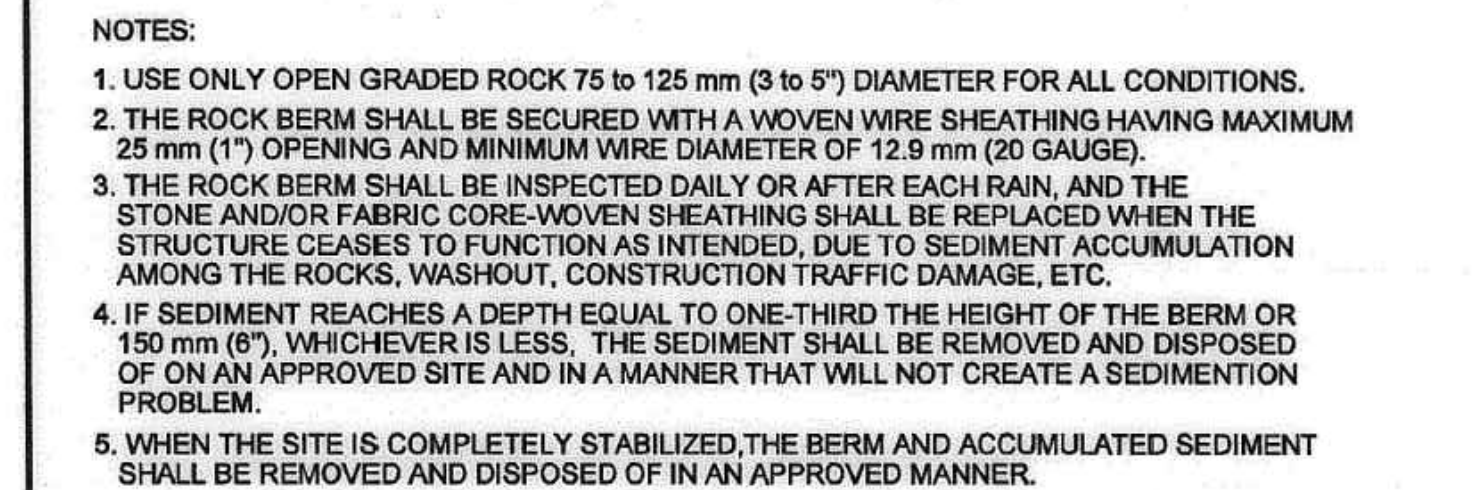 NOTES:
1. USE ONLY OPEN GRADED ROCK 75 to 125 mm (3 to 5") DIAMETER FOR ALL CONDITIONS.
2. THE ROCK BERM SHALL BE SECURED WITH A WOVEN WIRE SHEATHING HAVING MAXIMUM
25 mm (1") OPENING AND MINIMUM WIRE DIAMETER OF 12.9 mm (20 GAUGE).
3. THE ROCK BERM SHALL BE INSPECTED DAILY OR AFTER EACH RAIN, AND THE
STONE AND/OR FABRIC CORE-WOVEN SHEATHING SHALL BE REPLACED WHEN THE
STRUCTURE CEASES TO FUNCTION AS INTENDED, DUE TO SEDIMENT ACCUMULATION
AMONG THE ROCKS, WASHOUT, CONSTRUCTION TRAFFIC DAMAGE, ETC.
4. IF SEDIMENT REACHES A DEPTH EQUAL TO ONE-THIRD THE HEIGHT OF THE BERM OR
150 mm (6"), WHICHEVER IS LESS, THE SEDIMENT SHALL BE REMOVED AND DISPOSED
OF ON AN APPROVED SITE AND IN A MANNER THAT WILL NOT CREATE A SEDIMENTION
PROBLEM.
5. WHEN THE SITE IS COMPLETELY STABILIZED,THE BERM AND ACCUMULATED SEDIMENT
SHALL BE REMOVED AND DISPOSED OF IN AN APPROVED MANNER.